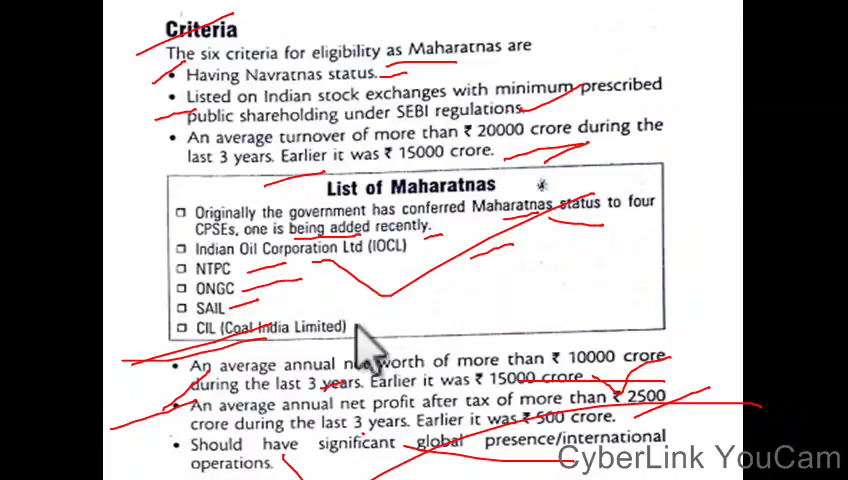 Criteria
The six criteria for eligibility as Maharatnas are
• Having Navratnas status.
• Listed on Indian stock exchanges with minimum prescribed
public shareholding under SEBI regulations.
• An average turnover of more than ₹ 20000 crore during the
last 3 years. Earlier it was ₹ 15000 crore.
List of Maharatnas *
❒ Originally the government has conferred Maharatnas status to four
CPSEs, one is being added recently.
❒ Indian Oil Corporation Ltd (IOCL)
❒ NTPC
❒ ONGC
❒ SAIL
❒ CIL (Coal India Limited)
• An average annual net worth of more than ₹ 10000 crore
during the last 3 years. Earlier it was ₹ 15000 crore.
• An average annual net profit after tax of more than ₹ 2500
crore during the last 3 years. Earlier it was ₹ 500 crore.
• Should have significant global presence/international
operations.
CyberLink YouCam